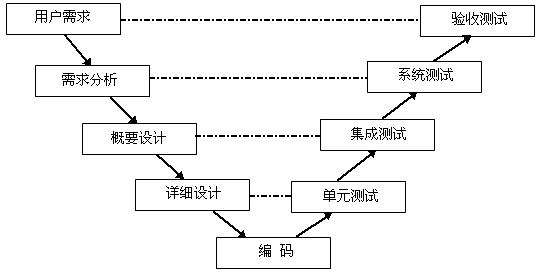 用户需求
验收测试
需求分析
系统测试
概要设计
集成测试
详细设计
单元测试
编 码